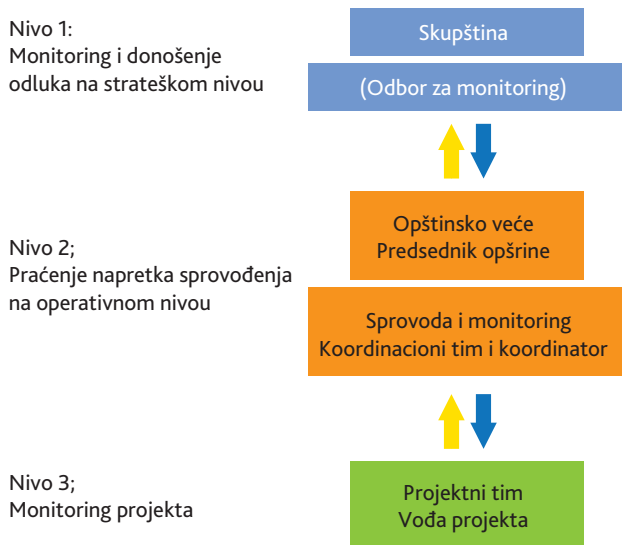 Nivo 1:
Monitoring i donošenje
odluka na strateškom nivou
Skupština
(Odbor za monitoring)
Nivo 2;
Praćenje napretka sprovođenja
na operativnom nivou
Opštinsko veće
Predsednik opšrine
Sprovoda i monitoring
Koordinacioni tim i koordinator
Nivo 3;
Monitoring projekta
Projektni tim
Vođa projekta